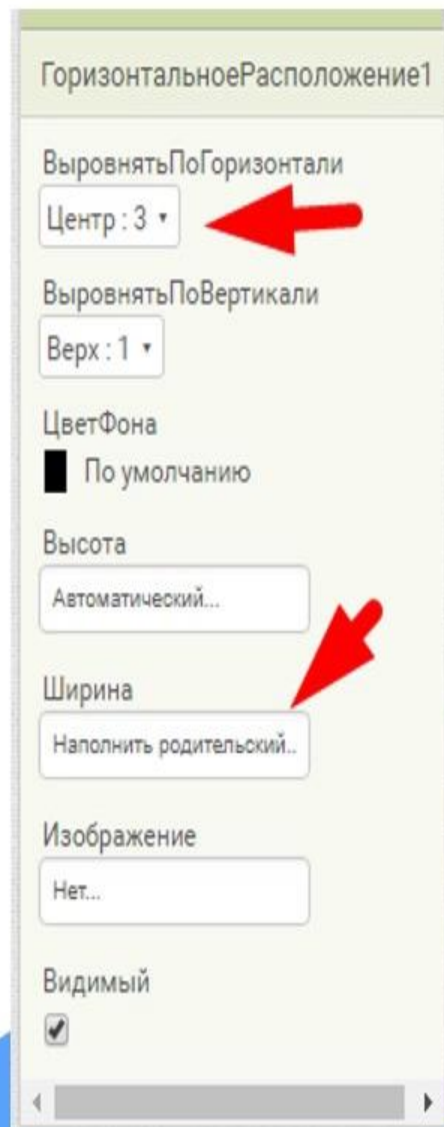 ГоризонтальноеРасположение1
ВыровнятьПоГоризонтали
Центр : 3
ВыровнятьПоВертикали
Верх : 1
ЦветФона
По умолчанию
Высота
Автоматический...
Ширина
Наполнить родительский..
Изображение
Нет...
Видимый